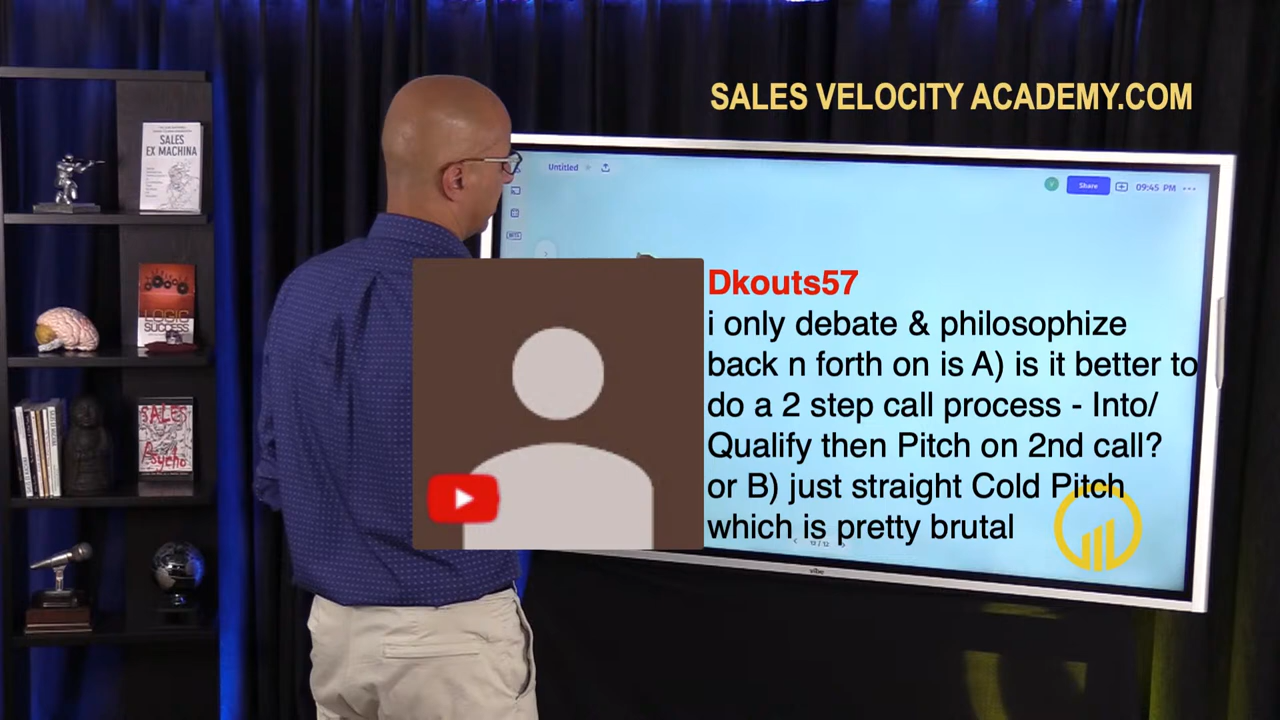 SALES VELOCITY ACADEMY.COM
SALES
EX MACHINA
Untitled
Share
09:45 PM
Dkouts57
i only debate & philosophize
back n forth on is A) is it better to
do a 2 step call process - Into/
Qualify then Pitch on 2nd call?
or B) just straight Cold Pitch
which is pretty brutal
LOGIC
SUCCESS
SALES
Psycho
vibe